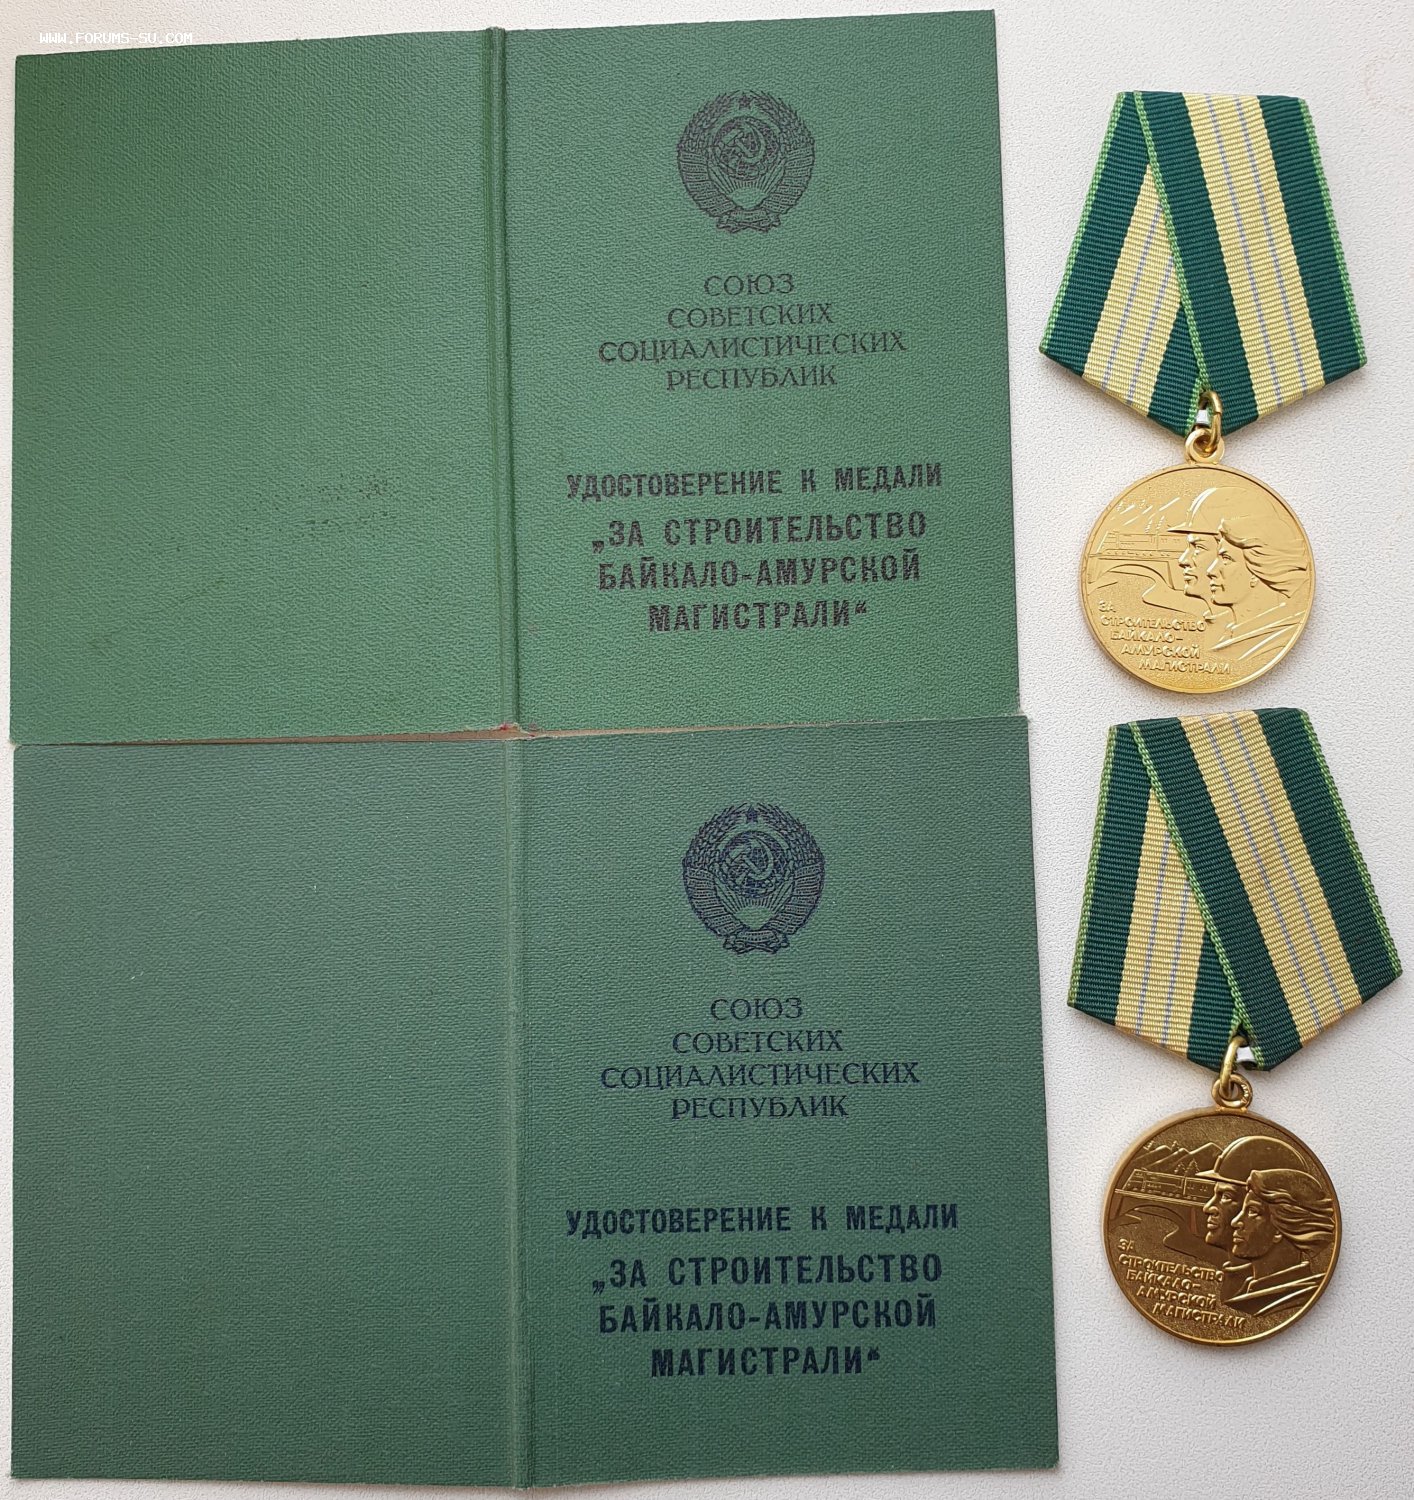 WWW.FORUMS-SU.COM
СОЮЗ
СОВЕТСКИХ
СОЦИАЛИСТИЧЕСКИХ
РЕСПУБЛИК
УДОСТОВЕРЕНИЕ К МЕДАЛИ
„ЗА СТРОИТЕЛЬСТВО
БАЙКАЛО-АМУРСКОЙ
МАГИСТРАЛИ“
ЗА
СТРОИТЕЛЬСТВО
БАЙКАЛО-
АМУРСКОЙ
МАГИСТРАЛИ
СОЮЗ
СОВЕТСКИХ
СОЦИАЛИСТИЧЕСКИХ
РЕСПУБЛИК
УДОСТОВЕРЕНИЕ К МЕДАЛИ
„ЗА СТРОИТЕЛЬСТВО
БАЙКАЛО-АМУРСКОЙ
МАГИСТРАЛИ“
ЗА
СТРОИТЕЛЬСТВО
БАЙКАЛО-
АМУРСКОЙ
МАГИСТРАЛИ